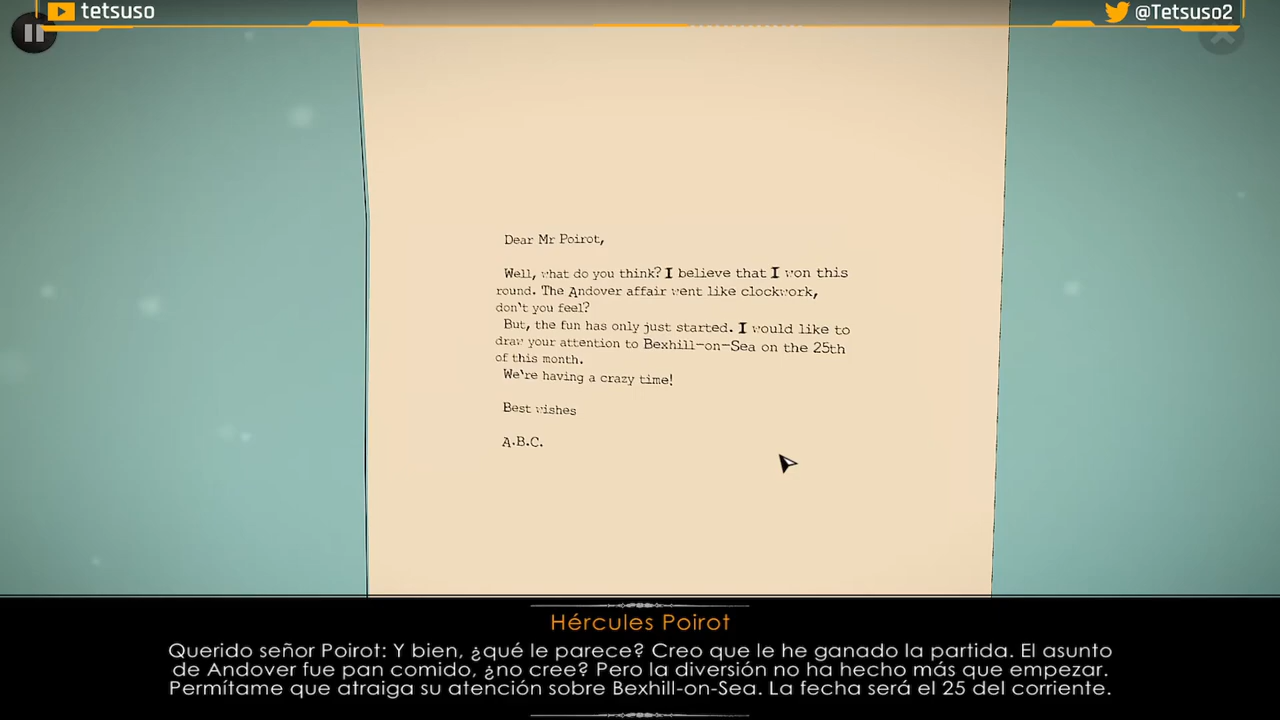 tetsuso
@Tetsuso2
Dear Mr Poirot,
Well, what do you think? I believe that I won this
round. The Andover affair went like clockwork,
don't you feel?
But, the fun has only just started. I would like to
draw your attention to Bexhill-on-Sea on the 25th
of this month.
We're having a crazy time!
Best wishes
A.B.C.
Hércules Poirot
Querido señor Poirot: Y bien, ¿qué le parece? Creo que le he ganado la partida. El asunto
de Andover fue pan comido, ¿no cree? Pero la diversión no ha hecho más que empezar.
Permítame que atraiga su atención sobre Bexhill-on-Sea. La fecha será el 25 del corriente.